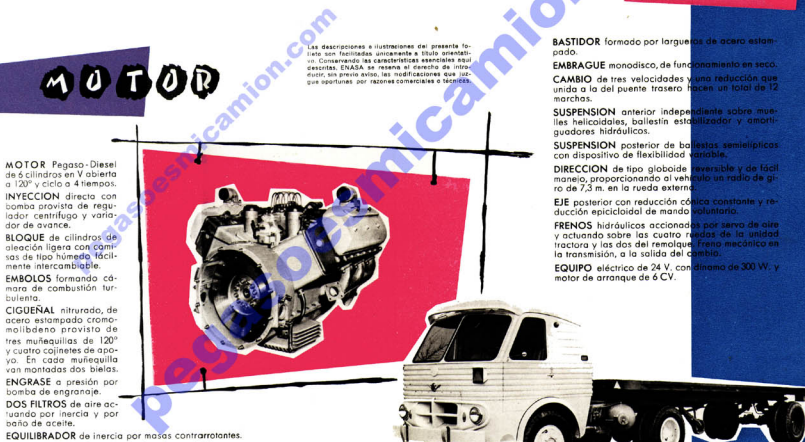 Las descripciones e ilustraciones del presente fo-
lleto son facilitadas únicamente a título orientati-
vo. Conservando las características esenciales aquí
descritas, ENASA se reserva el derecho de intro-
ducir, sin previo aviso, las modificaciones que juz-
gue oportunas por razones comerciales o técnicas.
MOTOR
MOTOR Pegaso-Diesel
de 6 cilindros en V abierta
a 120° y ciclo a 4 tiempos.
INYECCION directa con
bomba provista de regu-
lador centrífugo y varia-
dor de avance.
BLOQUE de cilindros de
aleación ligera con cami-
sas de tipo húmedo, fácil-
mente intercambiable.
EMBOLOS formando cá-
mara de combustión tur-
bulenta.
CIGÜEÑAL nitrurado, de
acero estampado cromo-
molibdeno provisto de
tres muñequillas de 120°
y cuatro cojinetes de apo-
yo. En cada muñequilla
van montadas dos bielas.
ENGRASE a presión por
bomba de engranaje.
DOS FILTROS de aire ac-
tuando por inercia y por
baño de aceite.
EQUILIBRADOR de inercia por masas contrarrotantes.
BASTIDOR formado por largueros de acero estam-
pado.
EMBRAGUE monodisco, de funcionamiento en seco.
CAMBIO de tres velocidades y una reducción que
unida a la del puente trasero hacen un total de 12
marchas.
SUSPENSION anterior independiente sobre mue-
lles helicoidales, ballestín estabilizador y amorti-
guadores hidráulicos.
SUSPENSION posterior de ballestas semielípticas
con dispositivo de flexibilidad variable.
DIRECCION de tipo globoide reversible y de fácil
manejo, proporcionando al vehículo un radio de gi-
ro de 7,3 m. en la rueda externa.
EJE posterior con reducción cónica constante y re-
ducción epicicloidal de mando voluntario.
FRENOS hidráulicos accionados por servo de aire
y actuando sobre las cuatro ruedas de la unidad
tractora y las dos del remolque. Freno mecánico en
la transmisión, a la salida del cambio.
EQUIPO eléctrico de 24 V. con dinamo de 300 W. y
motor de arranque de 6 CV.
pegasoesmicamion.com
pegasoesmicamion.com